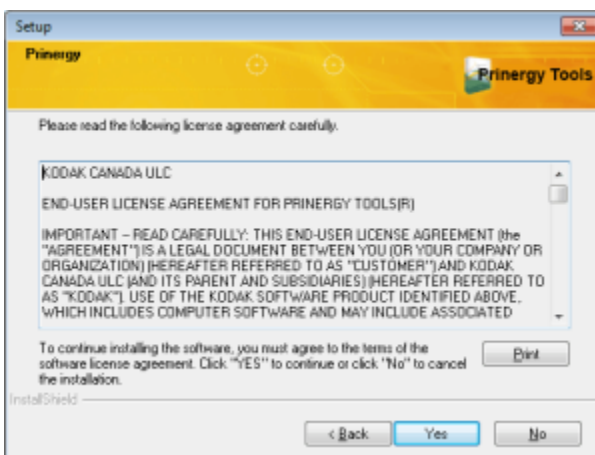 Setup
Prinergy
Prinergy Tools
Please read the following license agreement carefully.
KODAK CANADA ULC
END-USER LICENSE AGREEMENT FOR PRINERGY TOOLS(R)
IMPORTANT – READ CAREFULLY: THIS END-USER LICENSE AGREEMENT (the
"AGREEMENT") IS A LEGAL DOCUMENT BETWEEN YOU (OR YOUR COMPANY OR
ORGANIZATION) (HEREAFTER REFERRED TO AS "CUSTOMER") AND KODAK
CANADA ULC (AND ITS PARENT AND SUBSIDIARIES) (HEREAFTER REFERRED TO
AS "KODAK"). USE OF THE KODAK SOFTWARE PRODUCT IDENTIFIED ABOVE,
WHICH INCLUDES COMPUTER SOFTWARE AND MAY INCLUDE ASSOCIATED
To continue installing the software, you must agree to the terms of the
software license agreement. Click "YES" to continue or click "No" to cancel
the installation.
Print
InstallShield
< Back
Yes
No